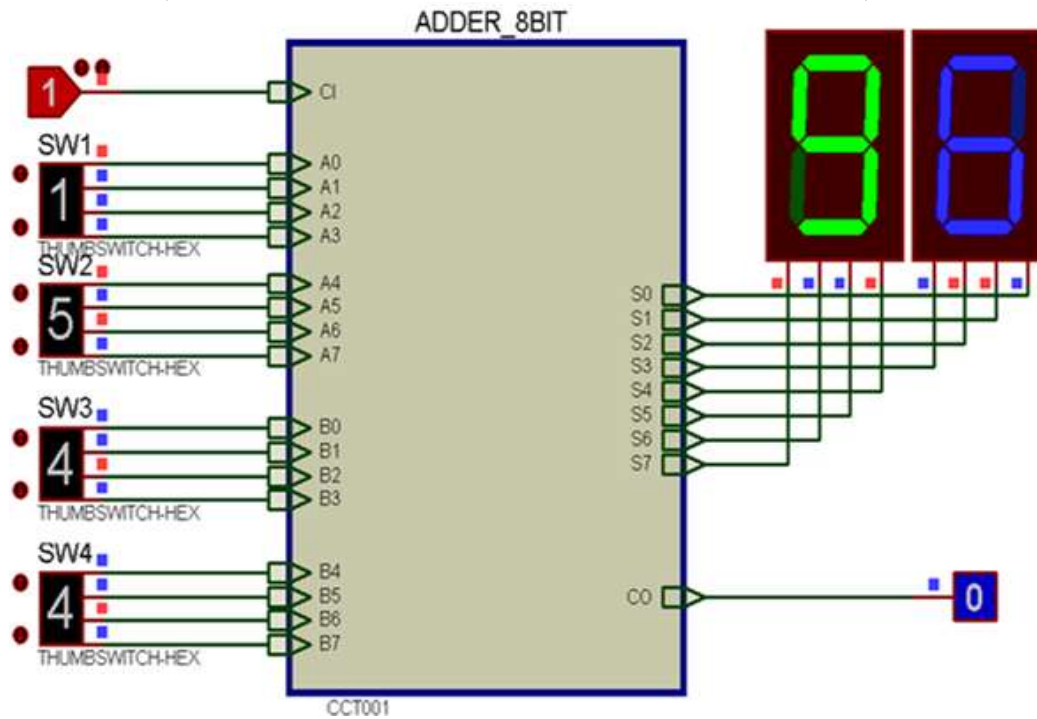 ADDER_8BIT
1
CI
SW1
1
A0
A1
A2
A3
THUMBSWITCH-HEX
SW2
5
A4
A5
A6
A7
THUMBSWITCH-HEX
SW3
4
B0
B1
B2
B3
THUMBSWITCH-HEX
SW4
4
B4
B5
B6
B7
THUMBSWITCH-HEX
S0
S1
S2
S3
S4
S5
S6
S7
CO
96
0
CCT001